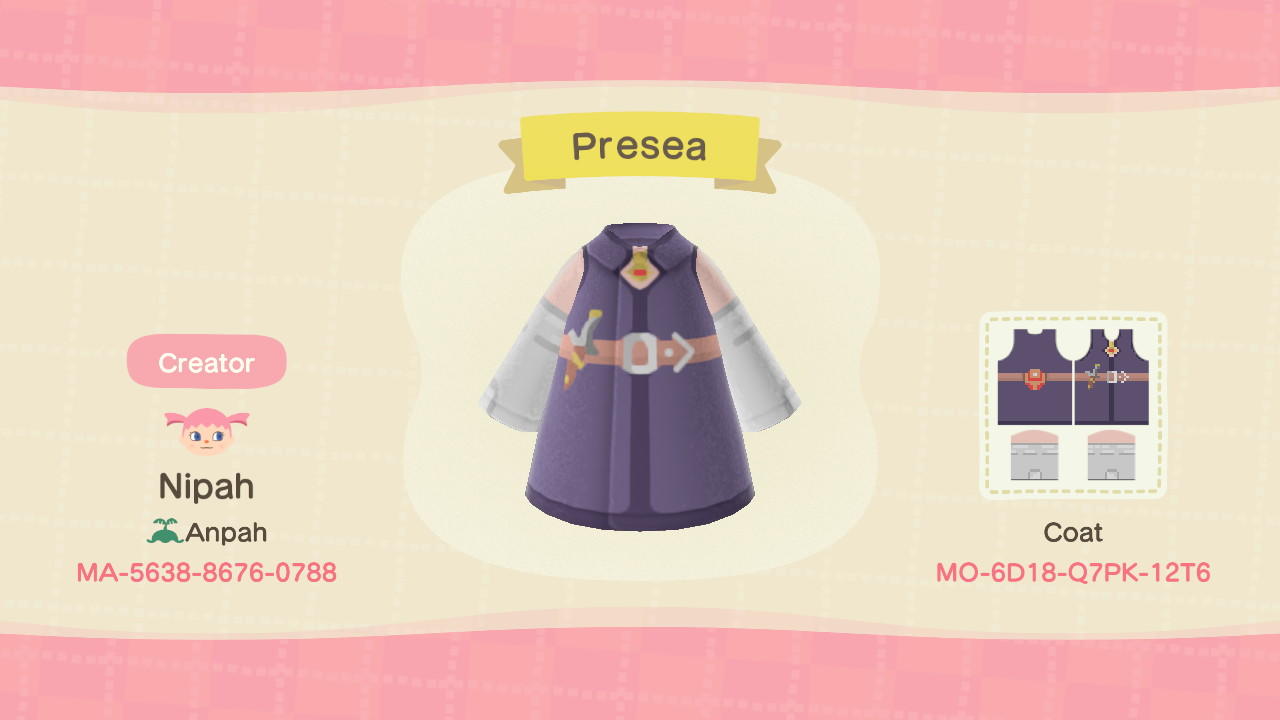 Presea
Creator
Nipah
Anpah
MA-5638-8676-0788
Coat
MO-6D18-Q7PK-12T6